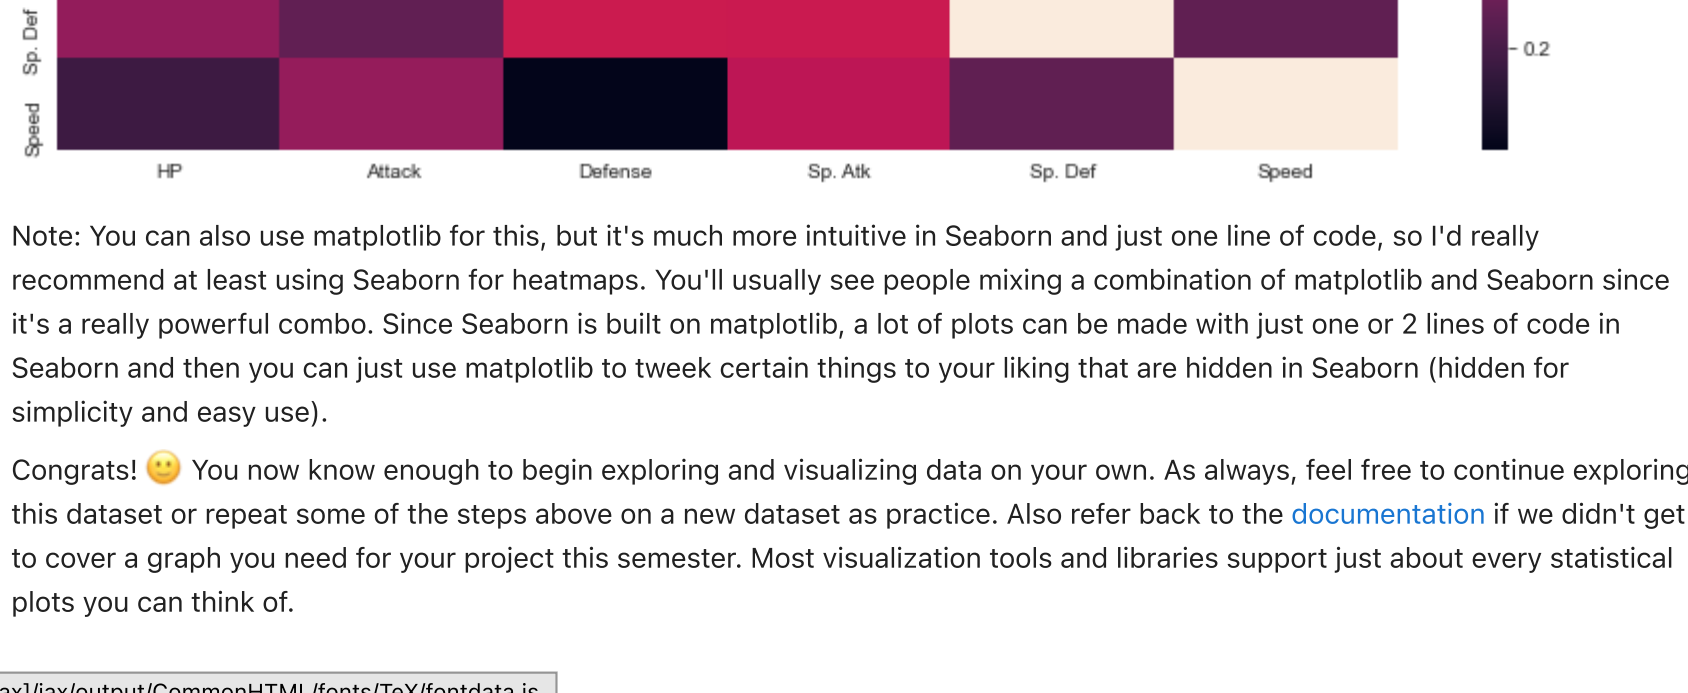 Sp. Def
0.2
Speed
HP Attack Defense Sp. Atk Sp. Def Speed
Note: You can also use matplotlib for this, but it's much more intuitive in Seaborn and just one line of code, so I'd really
recommend at least using Seaborn for heatmaps. You'll usually see people mixing a combination of matplotlib and Seaborn since
it's a really powerful combo. Since Seaborn is built on matplotlib, a lot of plots can be made with just one or 2 lines of code in
Seaborn and then you can just use matplotlib to tweek certain things to your liking that are hidden in Seaborn (hidden for
simplicity and easy use).
Congrats! 🙂 You now know enough to begin exploring and visualizing data on your own. As always, feel free to continue exploring
this dataset or repeat some of the steps above on a new dataset as practice. Also refer back to the documentation if we didn't get
to cover a graph you need for your project this semester. Most visualization tools and libraries support just about every statistical
plots you can think of.
ax]/jax/output/CommonHTML/fonts/TeX/fontdata.js